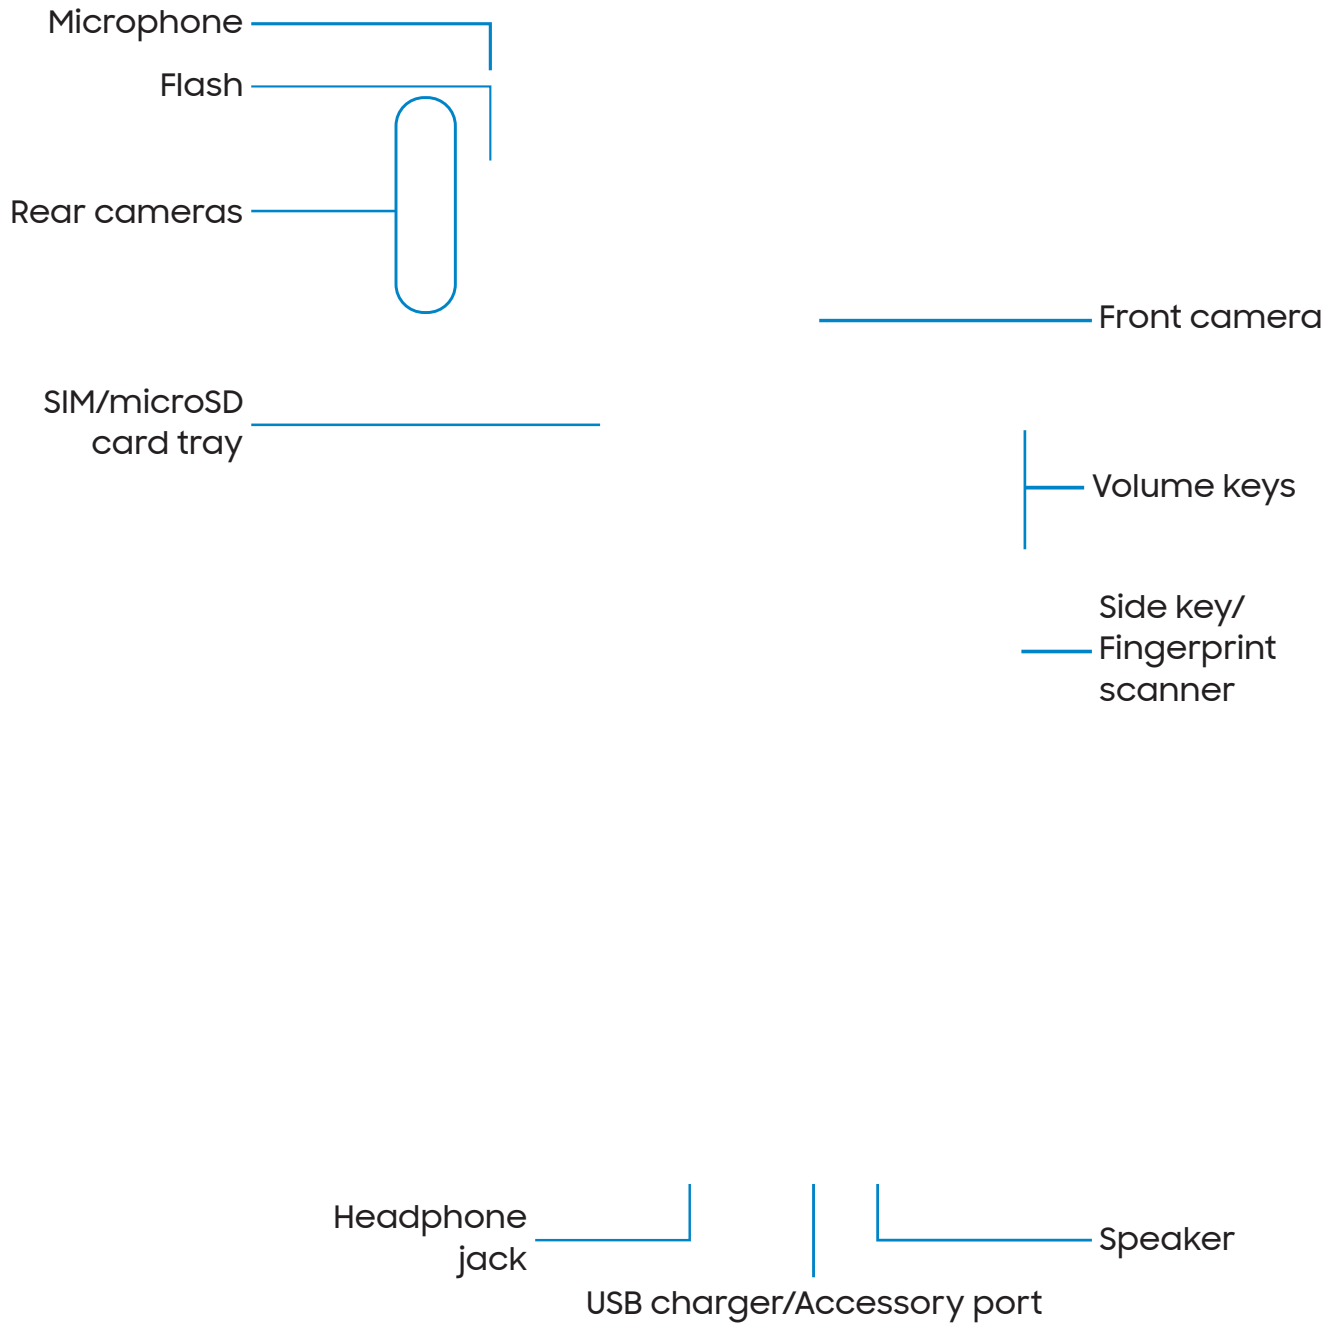 Microphone
Flash
Rear cameras
Front camera
SIM/microSD
card tray
Volume keys
Side key/
Fingerprint
scanner
Headphone
jack
Speaker
USB charger/Accessory port